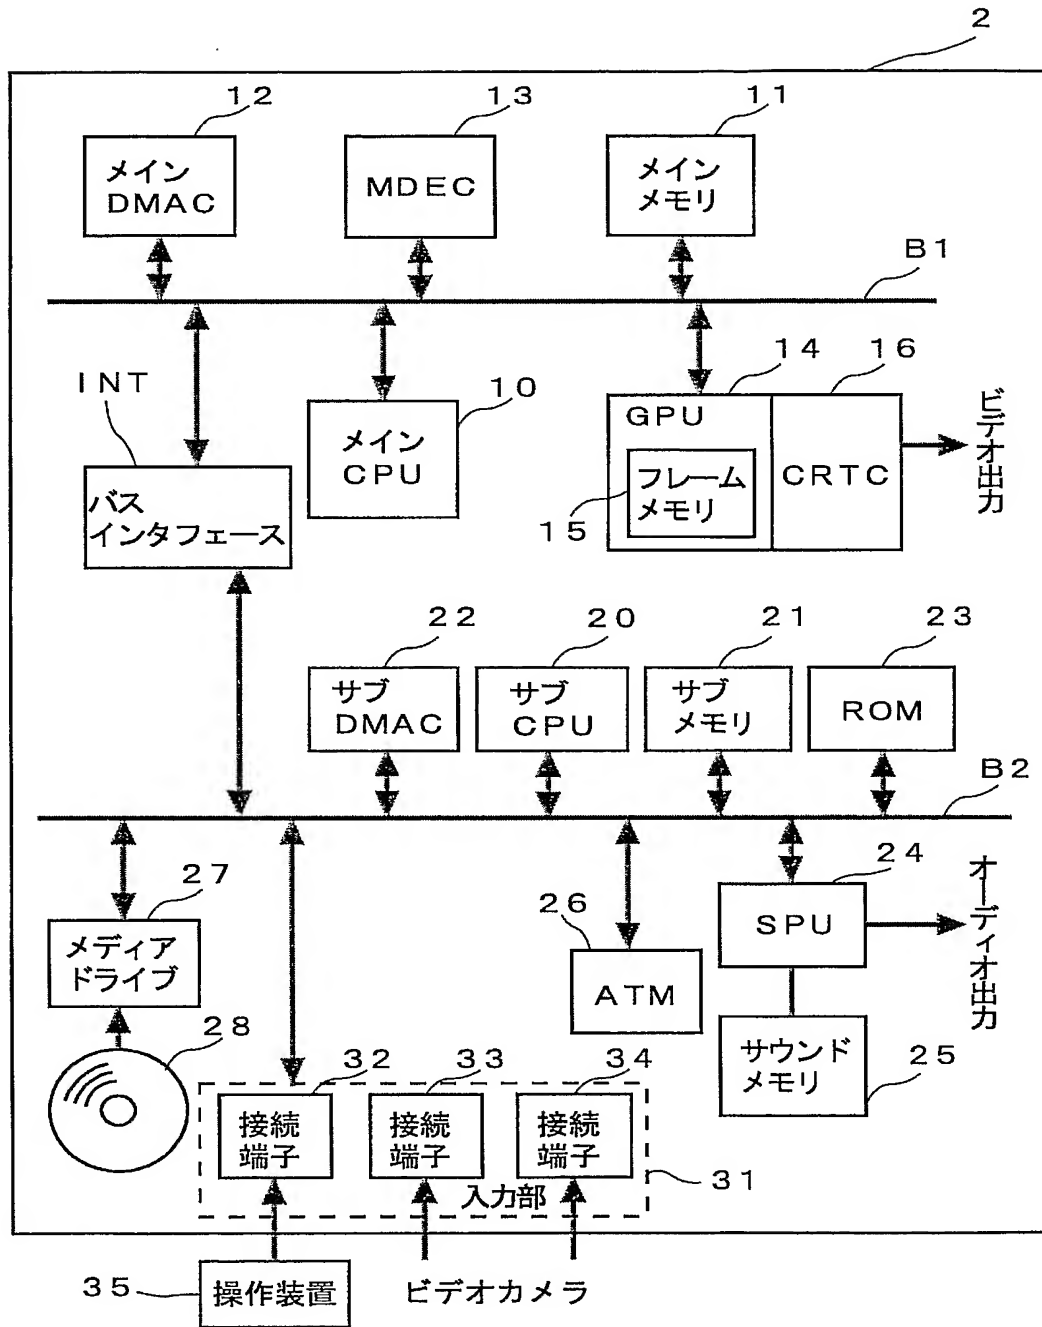 2
12
13
11
メイン
DMAC
MDEC
メイン
メモリ
B1
INT
10
14
16
バス
インタフェース
メイン
CPU
GPU
フレーム
メモリ
15
CRTC
ビデオ出力
22
20
21
23
サブ
DMAC
サブ
CPU
サブ
メモリ
ROM
B2
27
メディア
ドライブ
28
26
ATM
24
SPU
オーディオ出力
サウンド
メモリ
25
32
33
34
接続
端子
接続
端子
接続
端子
入力部
31
35
操作装置
ビデオカメラ